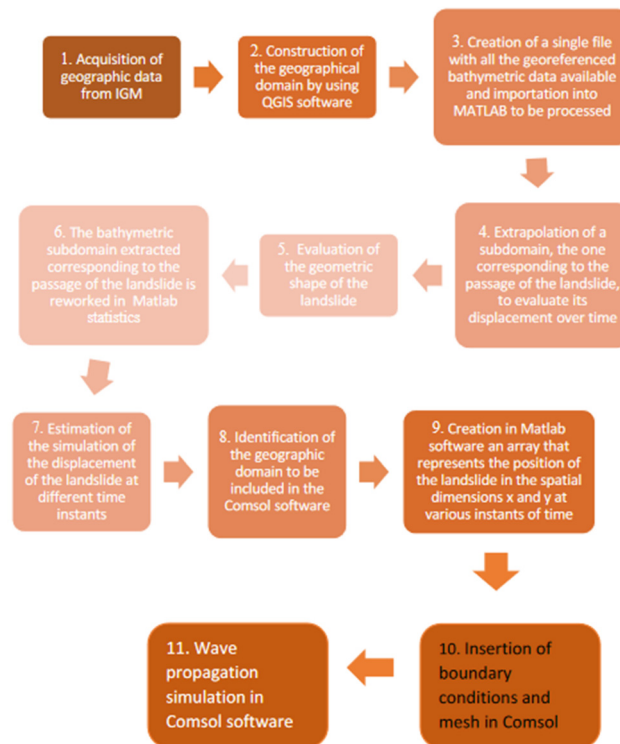 1. Acquisition of
geographic data
from IGM
2. Construction of
the geographical
domain by using
QGIS software
3. Creation of a single file
with all the georeferenced
bathymetric data available
and importation into
MATLAB to be processed
4. Extrapolation of a
subdomain, the one
corresponding to the
passage of the landslide,
to evaluate its
displacement over time
5. Evaluation of
the geometric
shape of the
landslide
6. The bathymetric
subdomain extracted
corresponding to the
passage of the landslide is
reworked in Matlab
statistics
7. Estimation of
the simulation of
the displacement
of the landslide at
different time
instants
8. Identification of
the geographic
domain to be
included in the
Comsol software
9. Creation in Matlab
software an array that
represents the position of
the landslide in the spatial
dimensions x and y at
various instants of time
10. Insertion of
boundary
conditions and
mesh in Comsol
11. Wave
propagation
simulation in
Comsol software